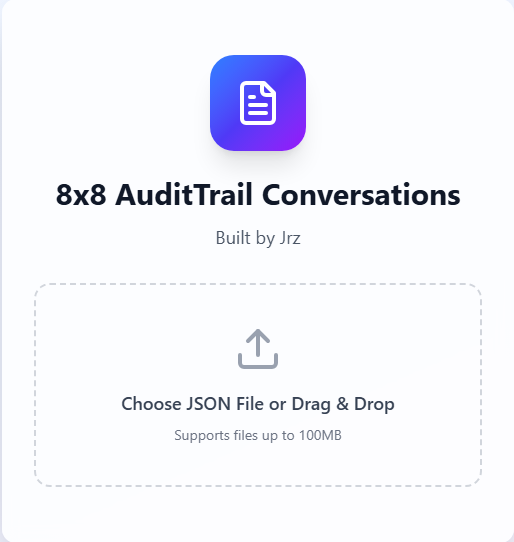 8x8 AuditTrail Conversations
Built by Jrz
Choose JSON File or Drag & Drop
Supports files up to 100MB